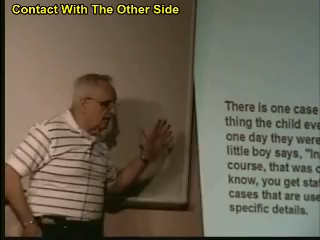 Contact With The Other Side
There is one case
thing the child eve
one day they were
little boy says, "In
course, that was c
know, you get sta
cases that are use
specific details.